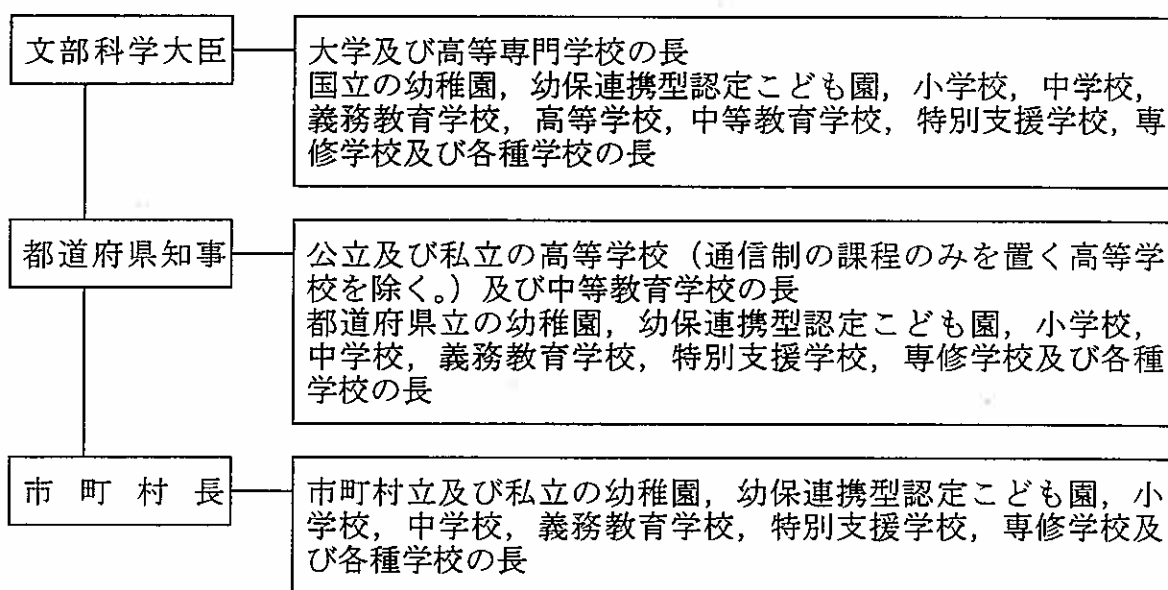 文部科学大臣
大学及び高等専門学校の長
国立の幼稚園，幼保連携型認定こども園，小学校，中学校，
義務教育学校，高等学校，中等教育学校，特別支援学校，専
修学校及び各種学校の長
都道府県知事
公立及び私立の高等学校（通信制の課程のみを置く高等学
校を除く。）及び中等教育学校の長
都道府県立の幼稚園，幼保連携型認定こども園，小学校，
中学校，義務教育学校，特別支援学校，専修学校及び各種
学校の長
市町村長
市町村立及び私立の幼稚園，幼保連携型認定こども園，小
学校，中学校，義務教育学校，特別支援学校，専修学校及
び各種学校の長